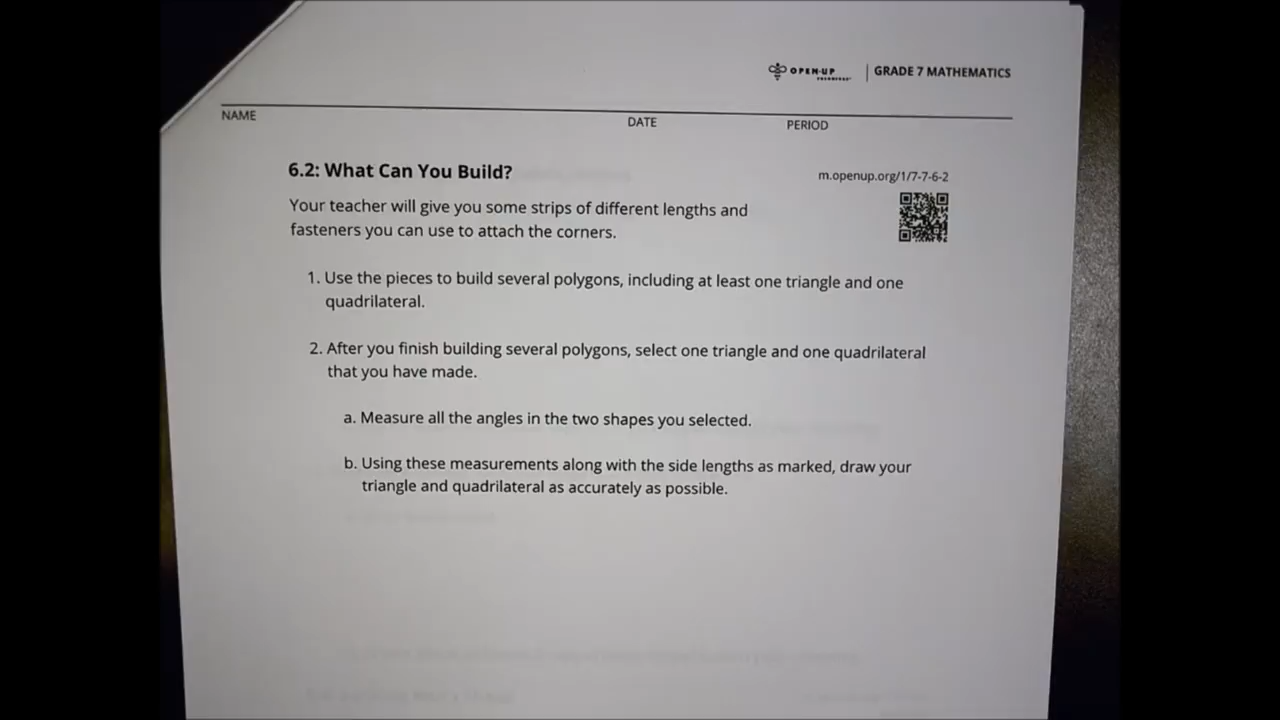 OPEN-UP | GRADE 7 MATHEMATICS
NAME DATE PERIOD
6.2: What Can You Build?
m.openup.org/1/7-7-6-2
Your teacher will give you some strips of different lengths and
fasteners you can use to attach the corners.
1. Use the pieces to build several polygons, including at least one triangle and one
quadrilateral.
2. After you finish building several polygons, select one triangle and one quadrilateral
that you have made.
a. Measure all the angles in the two shapes you selected.
b. Using these measurements along with the side lengths as marked, draw your
triangle and quadrilateral as accurately as possible.